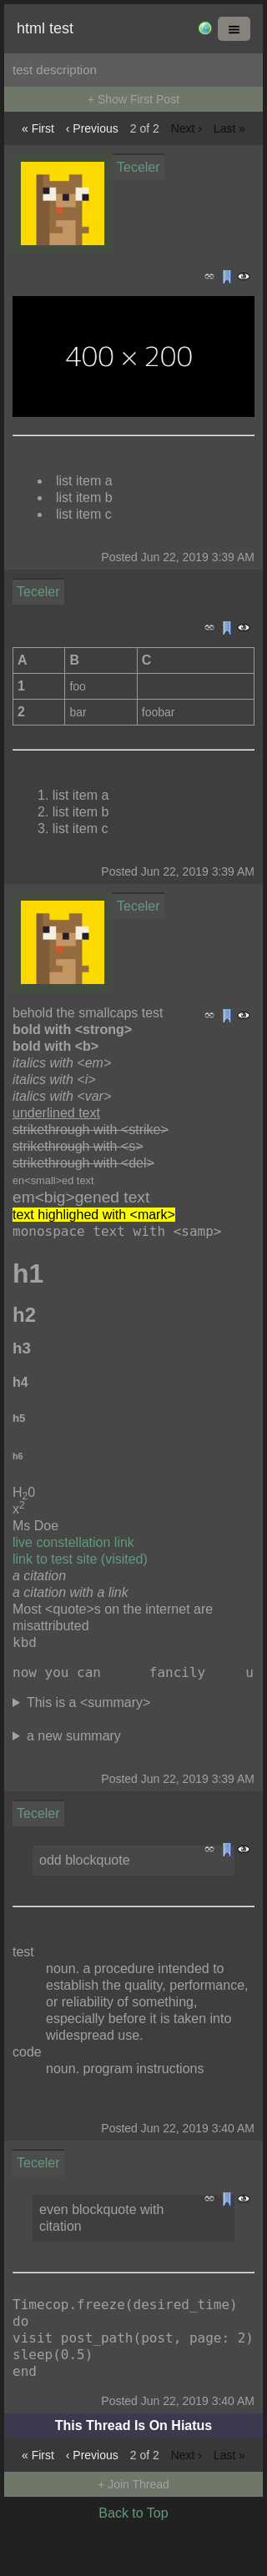 html test
test description
+ Show First Post
« First ‹ Previous 2 of 2 Next › Last »
Teceler
400 × 200
• list item a
• list item b
• list item c
Posted Jun 22, 2019 3:39 AM
Teceler
A B C
1 foo
2 bar foobar
1. list item a
2. list item b
3. list item c
Posted Jun 22, 2019 3:39 AM
Teceler
behold the smallcaps test
bold with <strong>
bold with <b>
italics with <em>
italics with <i>
italics with <var>
underlined text
strikethrough with <strike>
strikethrough with <s>
strikethrough with <del>
en<small>ed text
em<big>gened text
text highlighed with <mark>
monospace text with <samp>
h1
h2
h3
h4
h5
h6
H20
x2
Ms Doe
live constellation link
link to test site (visited)
a citation
a citation with a link
Most <quote>s on the internet are
misattributed
kbd
now you can fancily u
▶ This is a <summary>
▶ a new summary
Posted Jun 22, 2019 3:39 AM
Teceler
odd blockquote
test
noun. a procedure intended to
establish the quality, performance,
or reliability of something,
especially before it is taken into
widespread use.
code
noun. program instructions
Posted Jun 22, 2019 3:40 AM
Teceler
even blockquote with
citation
Timecop.freeze(desired_time)
do
visit post_path(post, page: 2)
sleep(0.5)
end
Posted Jun 22, 2019 3:40 AM
This Thread Is On Hiatus
« First ‹ Previous 2 of 2 Next › Last »
+ Join Thread
Back to Top